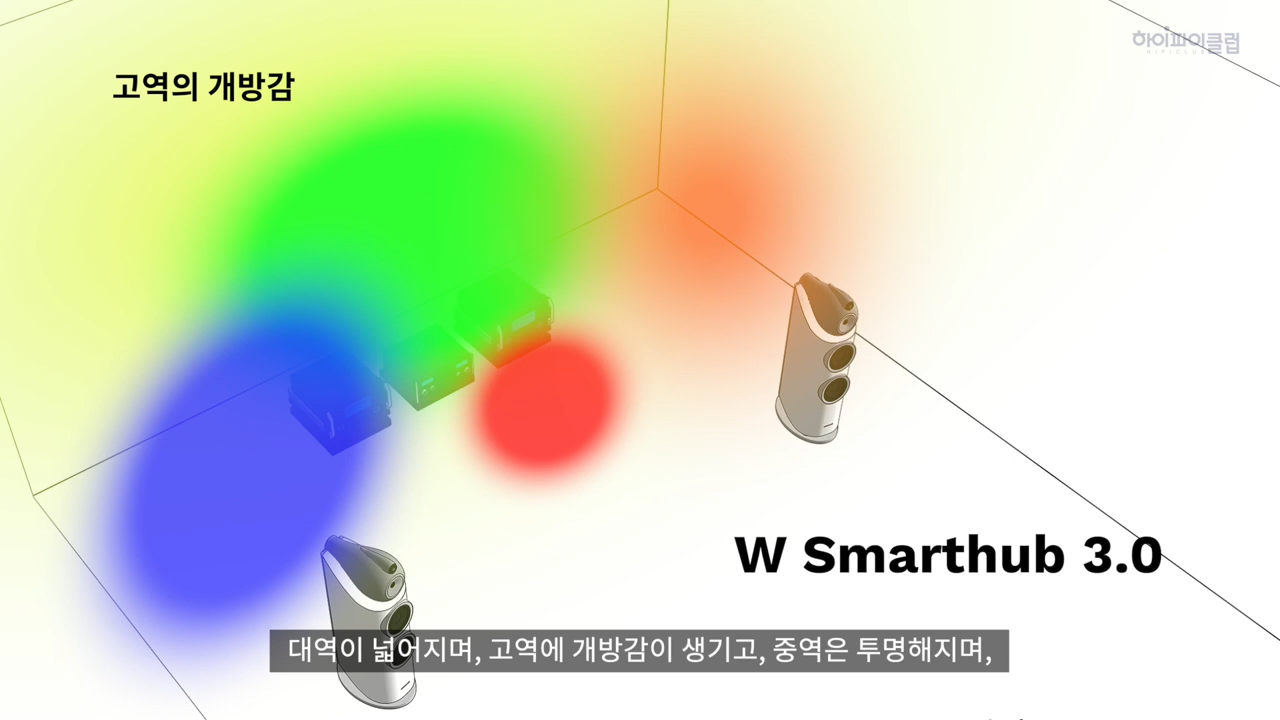 하이파이클럽
HIFICLUB
고역의 개방감
W Smarthub 3.0
대역이 넓어지며, 고역에 개방감이 생기고, 중역은 투명해지며,